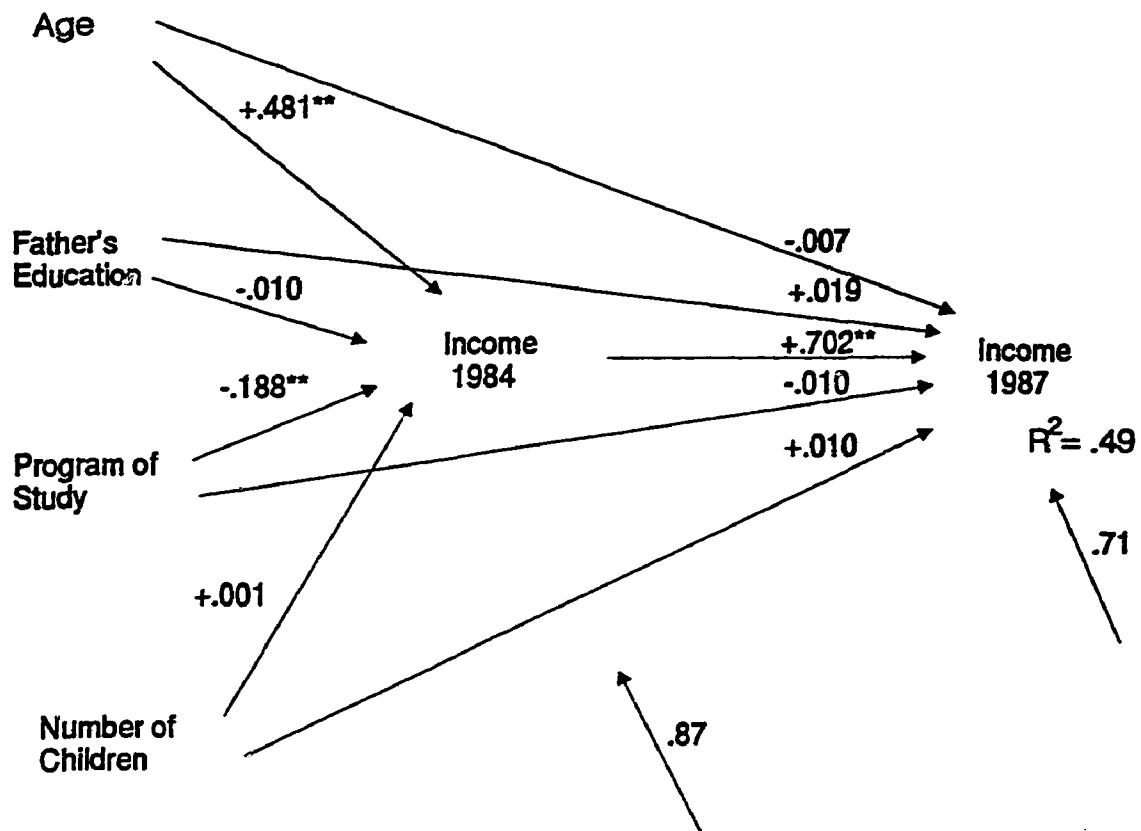 Age
+.481**
-.007
Father's
Education
-.010
+.019
Income
1984
+.702**
Income
1987
-.188**
-.010
R²= .49
Program of
Study
+.010
.71
+.001
Number of
Children
.87